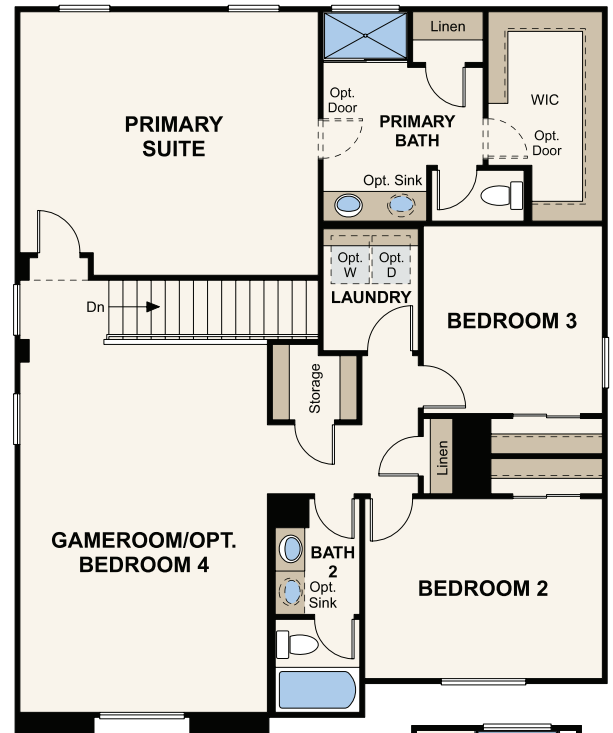 Linen
WIC
Opt.
Door
PRIMARY
SUITE
PRIMARY
BATH
Opt.
Door
Opt. Sink
Opt.
W
Opt.
D
LAUNDRY
Dn
BEDROOM 3
Storage
Linen
GAMEROOM/OPT.
BEDROOM 4
BATH
2
Opt.
Sink
BEDROOM 2